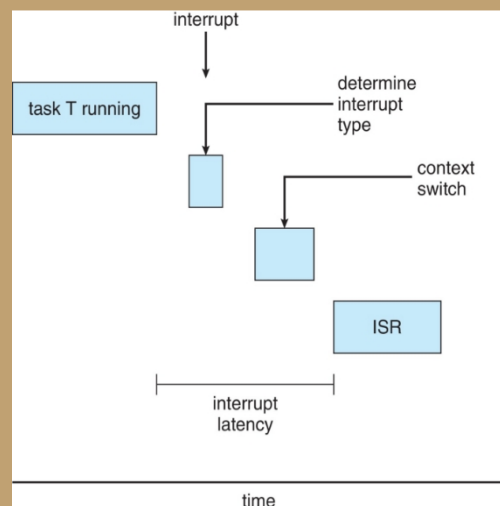 interrupt
task T running
determine
interrupt
type
context
switch
ISR
interrupt
latency
time